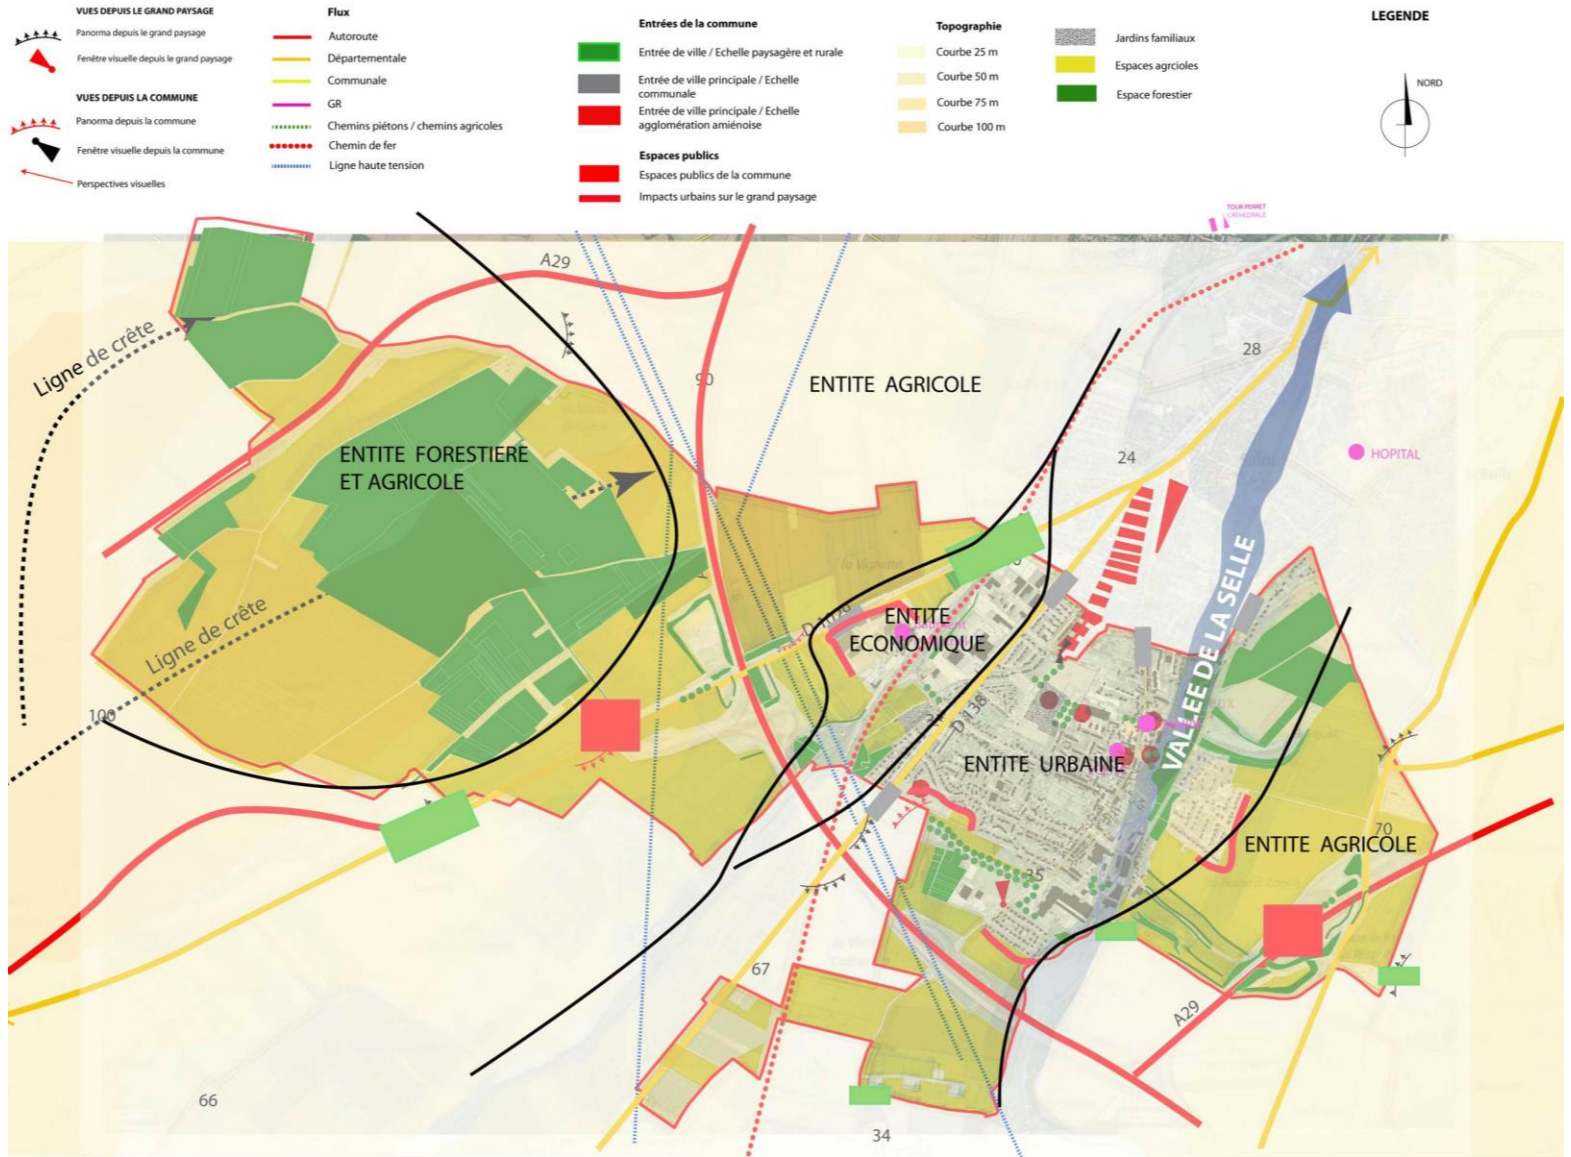 VUES DEPUIS LE GRAND PAYSAGE
Panorma depuis le grand paysage
Fenêtre visuelle depuis le grand paysage
VUES DEPUIS LA COMMUNE
Panorma depuis la commune
Fenêtre visuelle depuis la commune
Perspectives visuelles
Flux
Autoroute
Départementale
Communale
GR
Chemins piétons / chemins agricoles
Chemin de fer
Ligne haute tension
Entrées de la commune
Entrée de ville / Echelle paysagère et rurale
Entrée de ville principale / Echelle
communale
Entrée de ville principale / Echelle
agglomération amiénoise
Espaces publics
Espaces publics de la commune
Impacts urbains sur le grand paysage
Topographie
Courbe 25 m
Courbe 50 m
Courbe 75 m
Courbe 100 m
Jardins familiaux
Espaces agrcioles
Espace forestier
LEGENDE
NORD
TOUR PERRET
CATHEDRALE
A29
Ligne de crête
28
90
ENTITE AGRICOLE
ENTITE FORESTIERE
ET AGRICOLE
24
HOPITAL
la Vignette
VALLEE DE LA SELLE
Ligne de crête
D 1029
ENTITE
ECONOMIQUE
100
D 138
ENTITE URBAINE
70
ENTITE AGRICOLE
35
67
A29
66
34